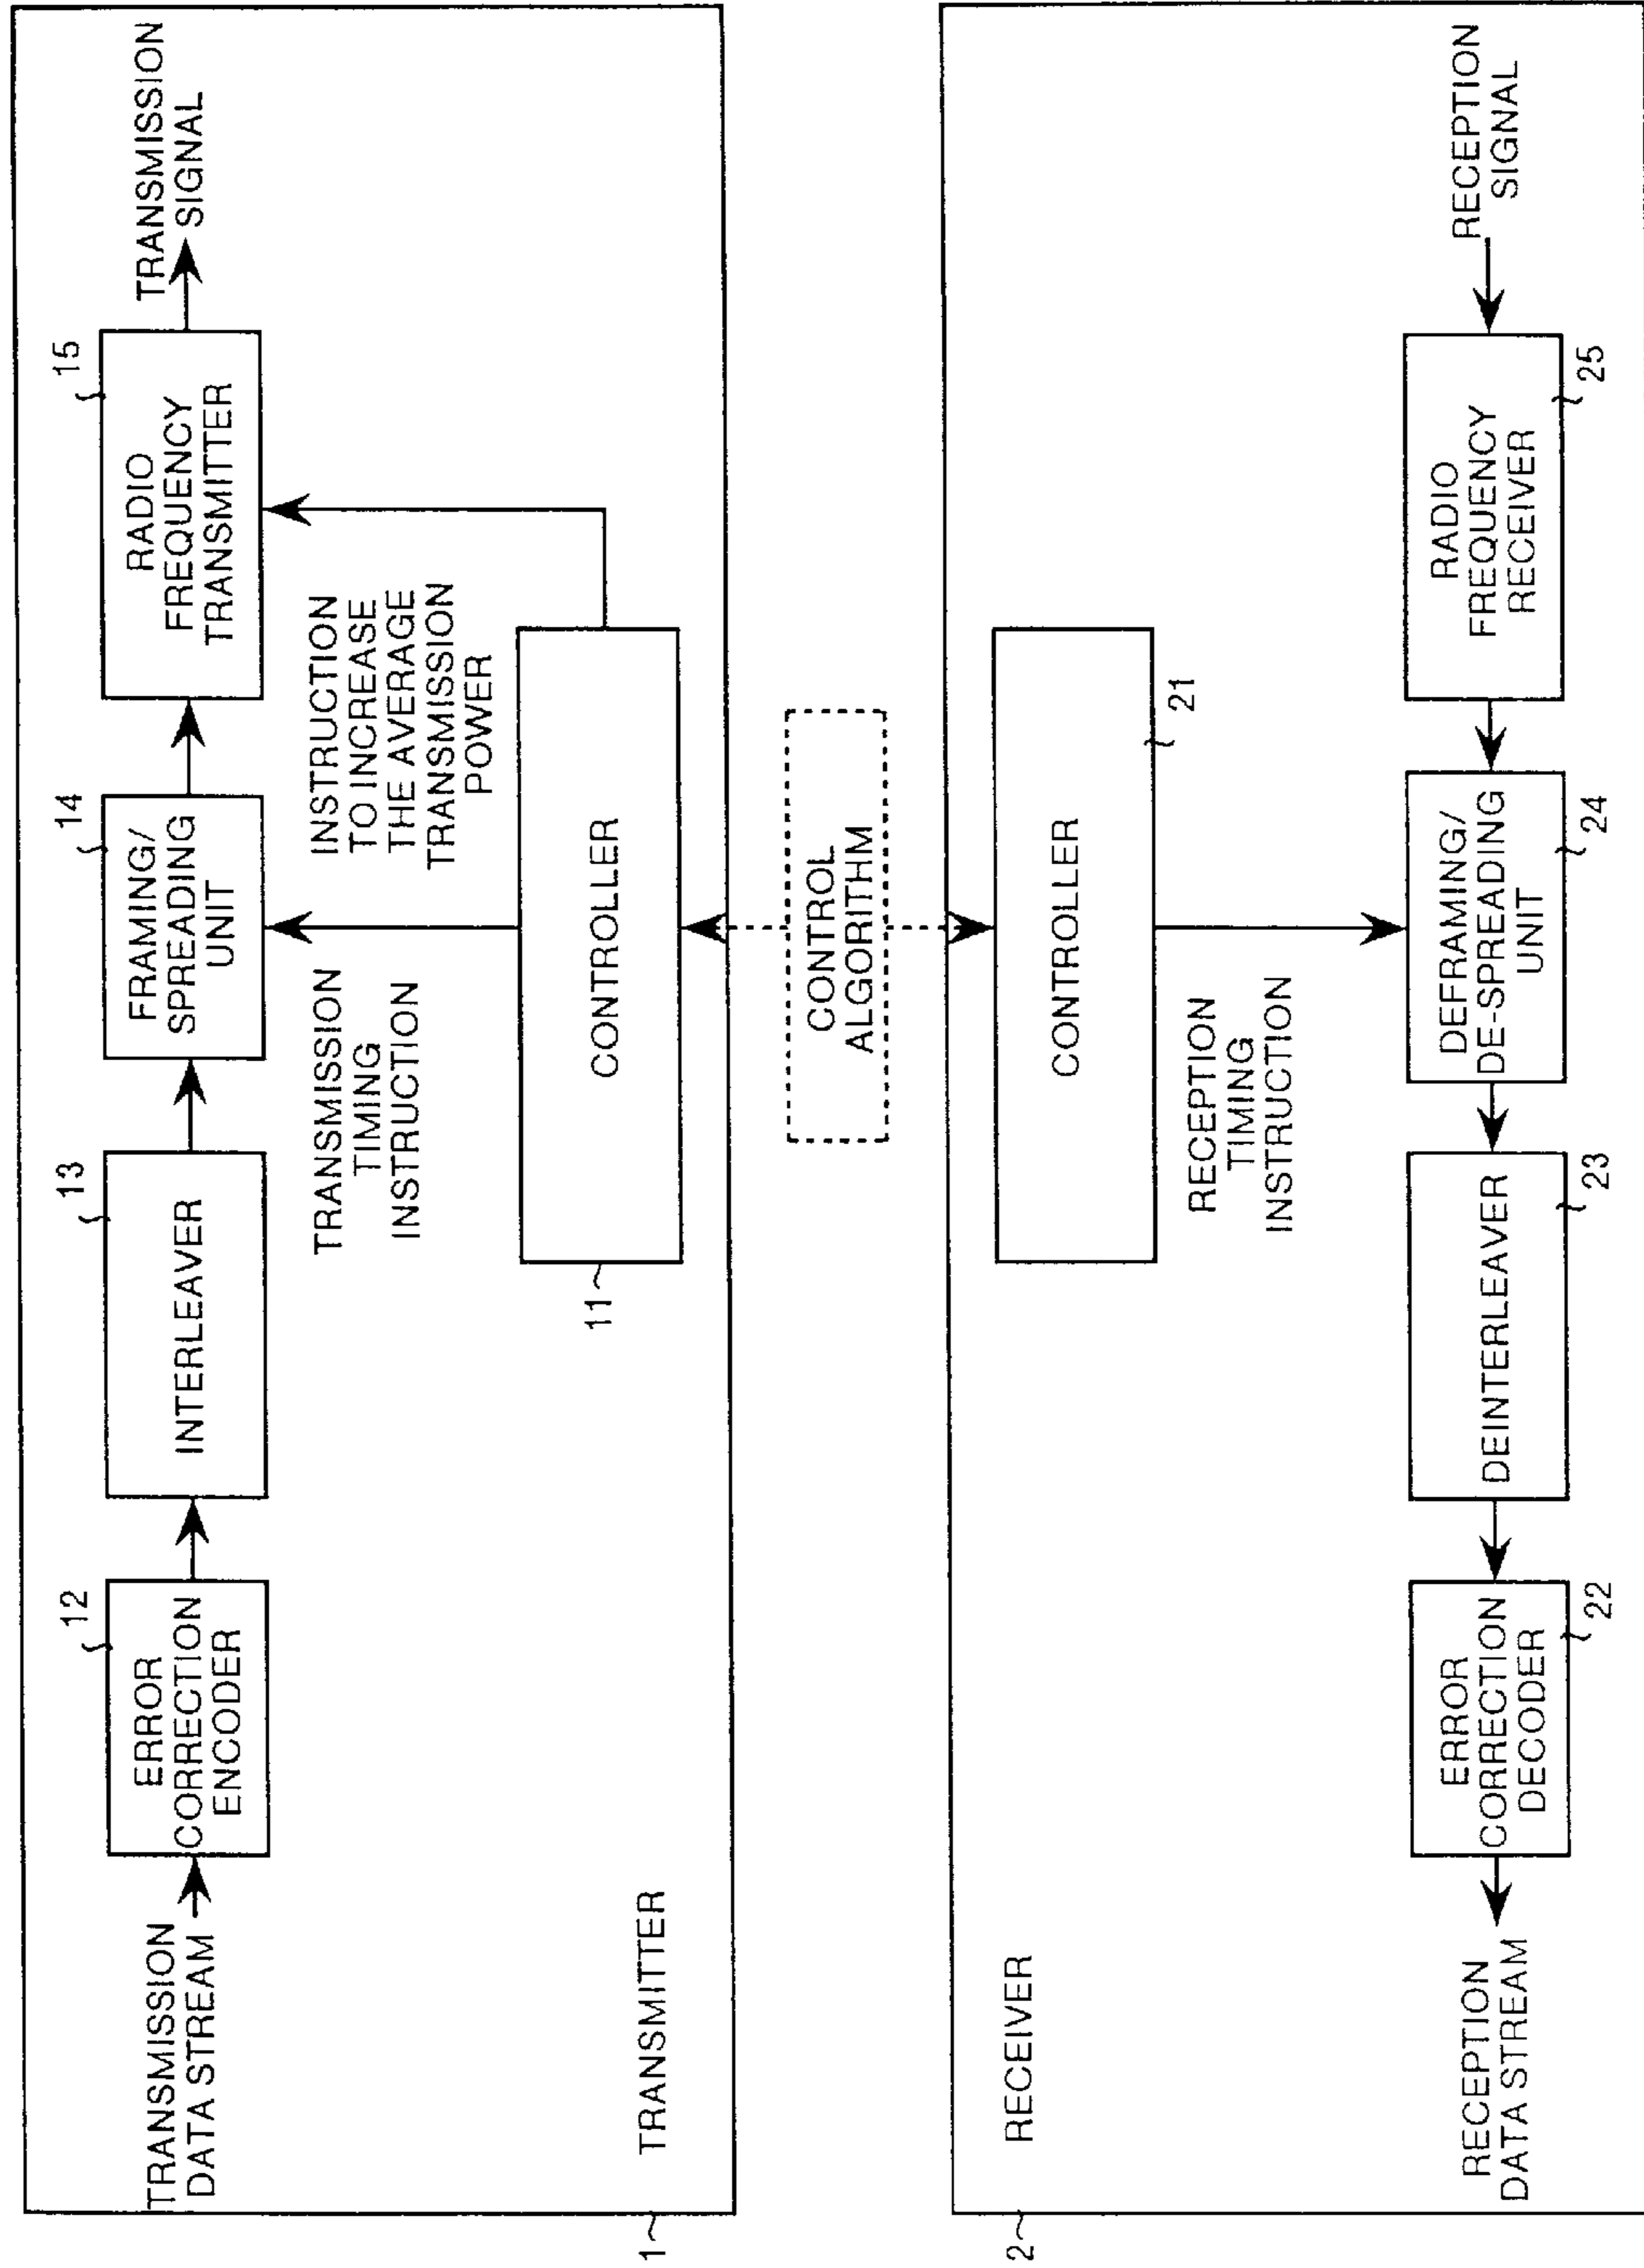 TRANSMISSION
DATA STREAM
12
ERROR
CORRECTION
ENCODER
13
INTERLEAVER
14
FRAMING/
SPREADING
UNIT
15
RADIO
FREQUENCY
TRANSMITTER
TRANSMISSION
SIGNAL
TRANSMISSION
TIMING
INSTRUCTION
INSTRUCTION
TO INCREASE
THE AVERAGE
TRANSMISSION
POWER
11
CONTROLLER
TRANSMITTER
1
CONTROL
ALGORITHM
2
RECEIVER
CONTROLLER
21
RECEPTION
TIMING
INSTRUCTION
RECEPTION
DATA STREAM
ERROR
CORRECTION
DECODER
22
DEINTERLEAVER
23
DEFRAMING/
DE-SPREADING
UNIT
24
RADIO
FREQUENCY
RECEIVER
25
RECEPTION
SIGNAL